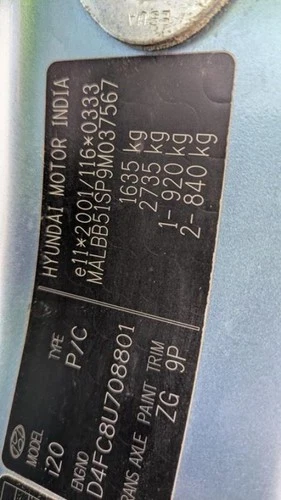 HYUNDAI MOTOR INDIA
e11*2001/116*0333
MALBB51SP9M037567
1635 kg
2735 kg
1- 920 kg
2- 840 kg
MODEL TYPE
i20 P/C
ENGNO
D4FC8U708801
TRANS AXLE PAINT TRIM
ZG 9P